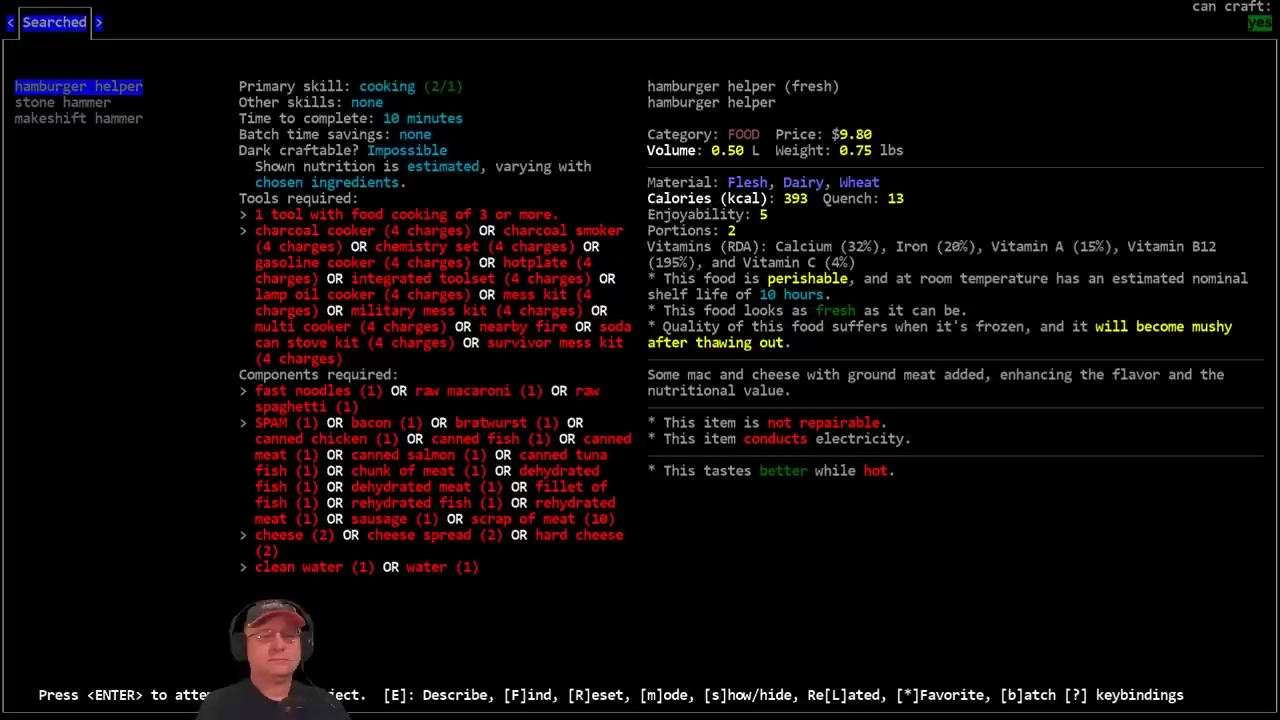 can craft:
< Searched >
yes
hamburger helper
stone hammer
makeshift hammer
Primary skill: cooking (2/1)
Other skills: none
Time to complete: 10 minutes
Batch time savings: none
Dark craftable? Impossible
Shown nutrition is estimated, varying with
chosen ingredients.
Tools required:
> 1 tool with food cooking of 3 or more.
> charcoal cooker (4 charges) OR charcoal smoker
(4 charges) OR chemistry set (4 charges) OR
gasoline cooker (4 charges) OR hotplate (4
charges) OR integrated toolset (4 charges) OR
lamp oil cooker (4 charges) OR mess kit (4
charges) OR military mess kit (4 charges) OR
multi cooker (4 charges) OR nearby fire OR soda
can stove kit (4 charges) OR survivor mess kit
(4 charges)
Components required:
> fast noodles (1) OR raw macaroni (1) OR raw
spaghetti (1)
> SPAM (1) OR bacon (1) OR bratwurst (1) OR
canned chicken (1) OR canned fish (1) OR canned
meat (1) OR canned salmon (1) OR canned tuna
fish (1) OR chunk of meat (1) OR dehydrated
fish (1) OR dehydrated meat (1) OR fillet of
fish (1) OR rehydrated fish (1) OR rehydrated
meat (1) OR sausage (1) OR scrap of meat (10)
> cheese (2) OR cheese spread (2) OR hard cheese
(2)
> clean water (1) OR water (1)
hamburger helper (fresh)
hamburger helper
Category: FOOD Price: $9.80
Volume: 0.50 L Weight: 0.75 lbs
Material: Flesh, Dairy, Wheat
Calories (kcal): 393 Quench: 13
Enjoyability: 5
Portions: 2
Vitamins (RDA): Calcium (32%), Iron (20%), Vitamin A (15%), Vitamin B12
(195%), and Vitamin C (4%)
* This food is perishable, and at room temperature has an estimated nominal
shelf life of 10 hours.
* This food looks as fresh as it can be.
* Quality of this food suffers when it's frozen, and it will become mushy
after thawing out.
Some mac and cheese with ground meat added, enhancing the flavor and the
nutritional value.
* This item is not repairable.
* This item conducts electricity.
* This tastes better while hot.
Press <ENTER> to atte ject. [E]: Describe, [F]ind, [R]eset, [m]ode, [s]how/hide, Re[L]ated, [*]Favorite, [b]atch [?] keybindings